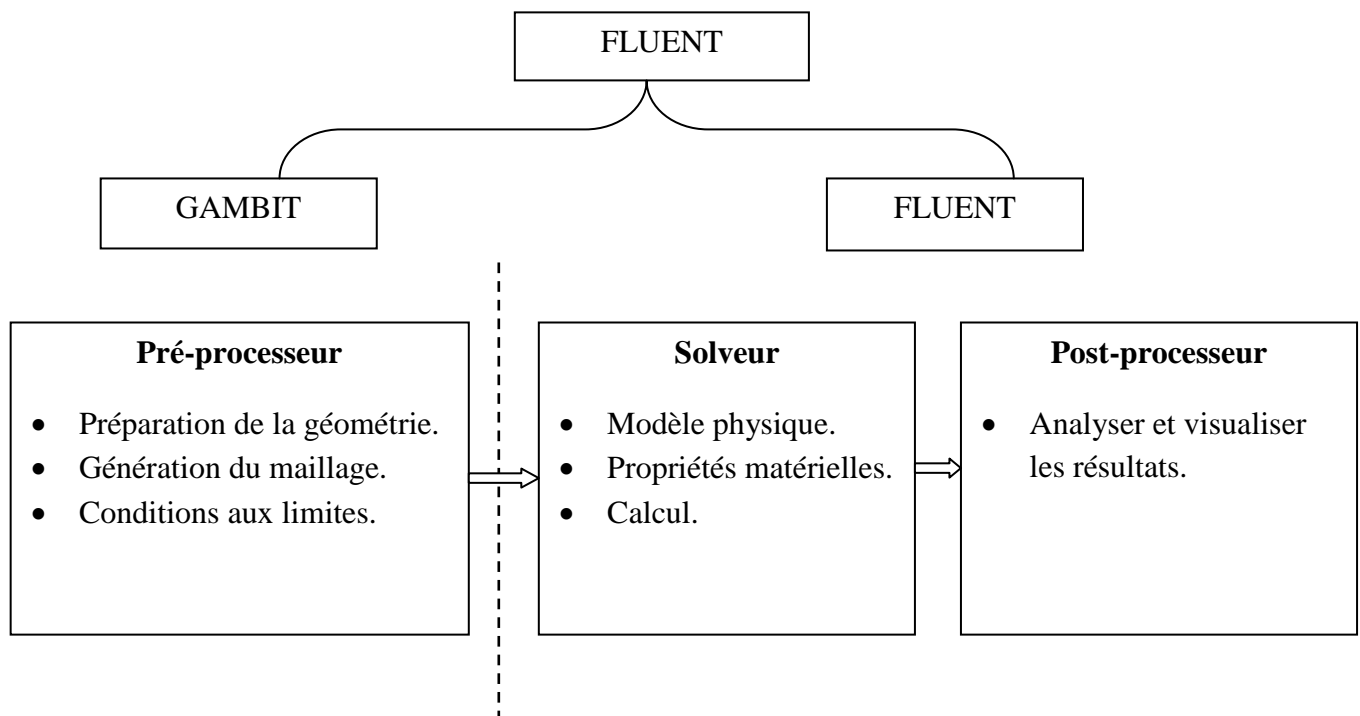 FLUENT
GAMBIT
FLUENT
Pré-processeur
• Préparation de la géométrie.
• Génération du maillage.
• Conditions aux limites.
Solveur
• Modèle physique.
• Propriétés matérielles.
• Calcul.
Post-processeur
• Analyser et visualiser
les résultats.